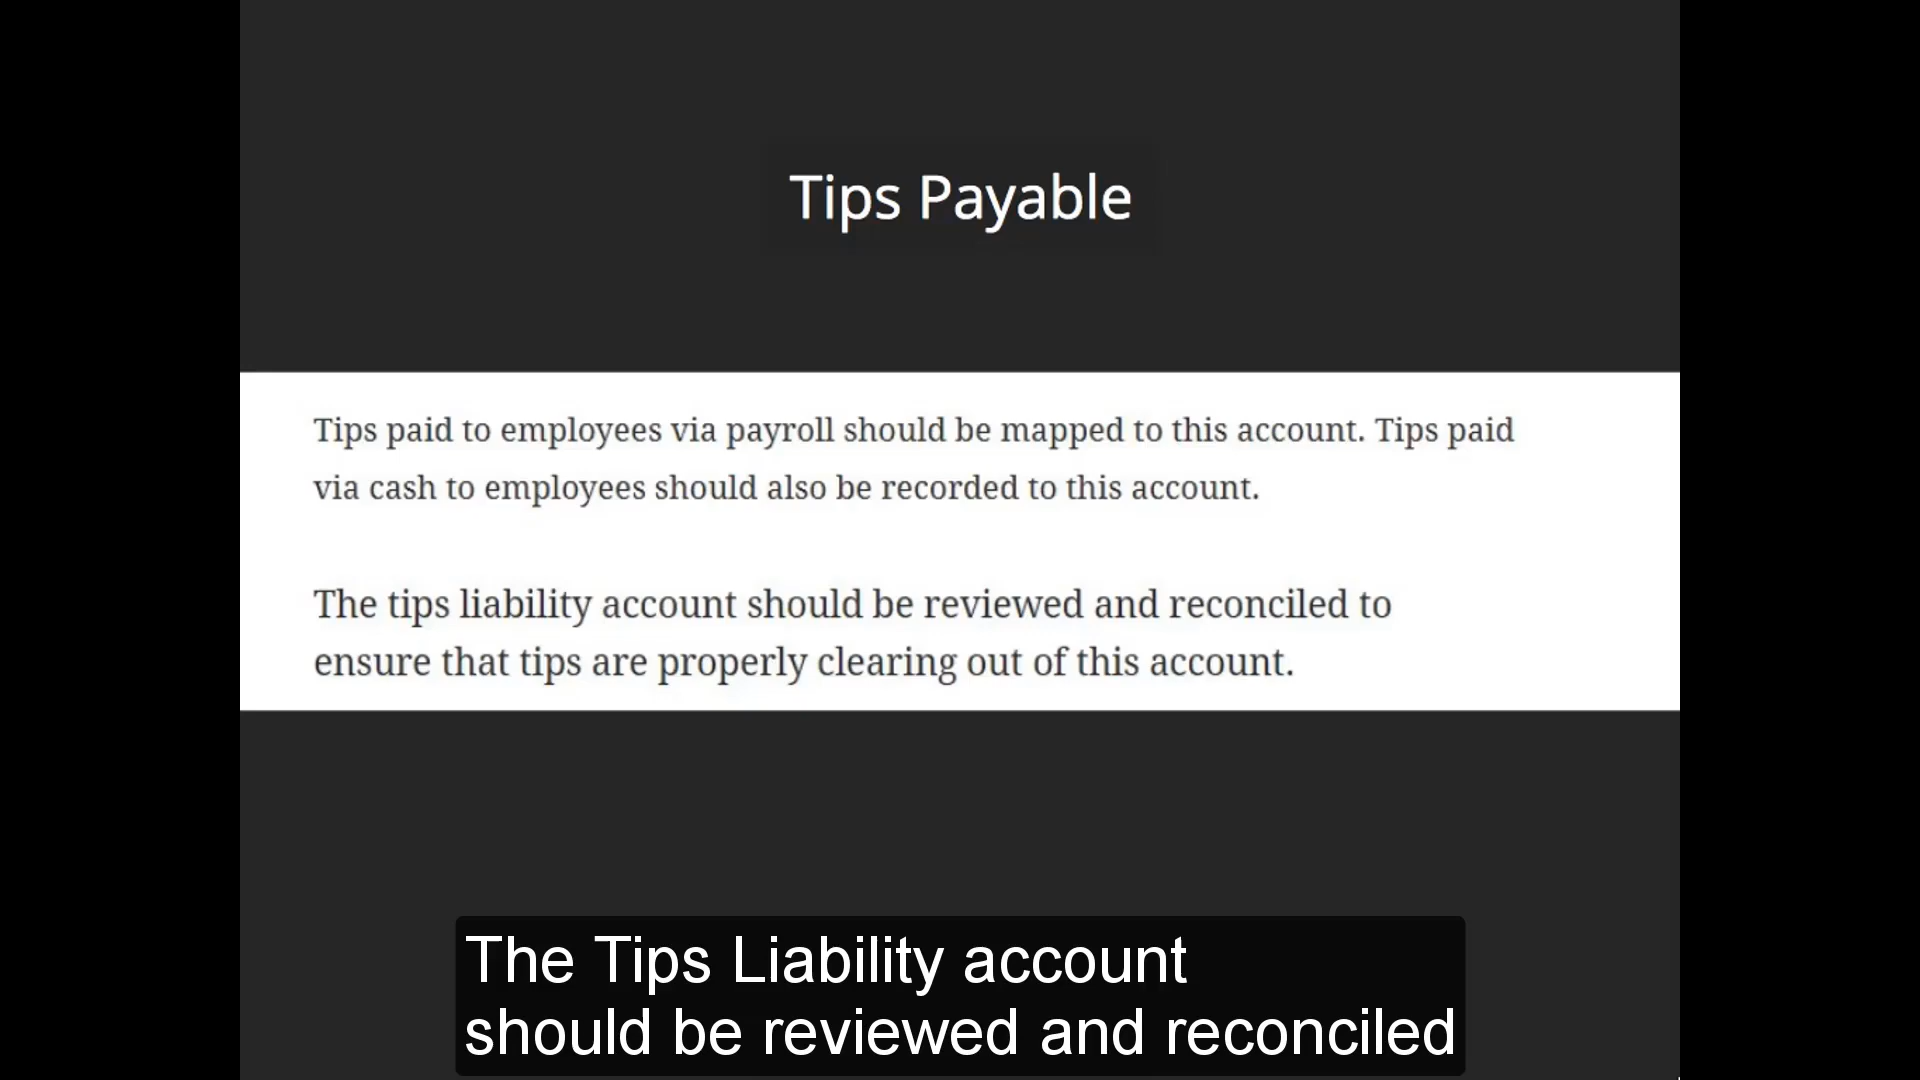 Tips Payable
Tips paid to employees via payroll should be mapped to this account. Tips paid
via cash to employees should also be recorded to this account.
The tips liability account should be reviewed and reconciled to
ensure that tips are properly clearing out of this account.
The Tips Liability account
should be reviewed and reconciled